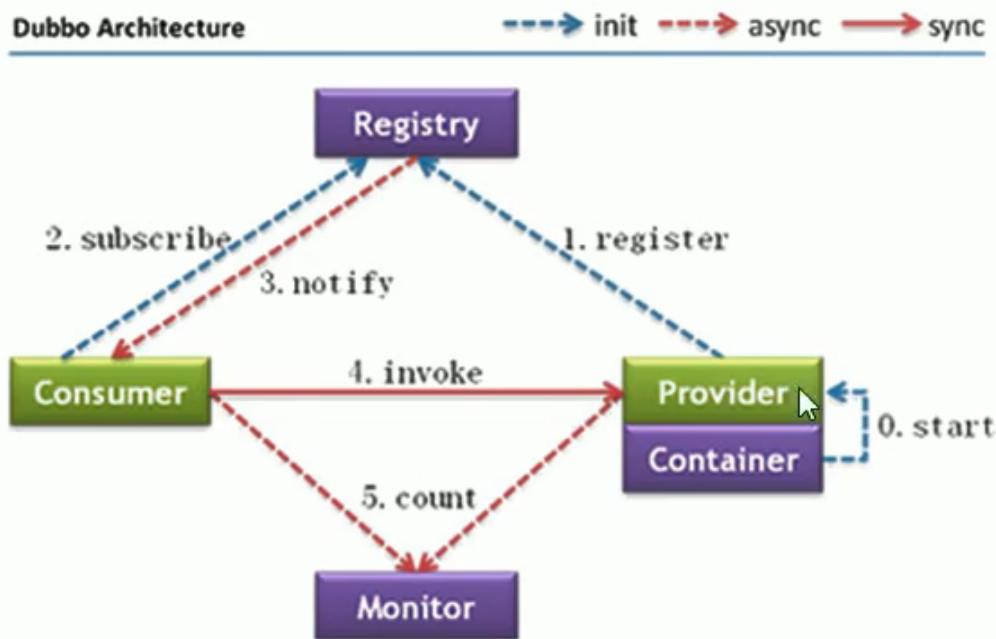 Dubbo Architecture
init
async
sync
Registry
2. subscribe
1. register
3. notify
Consumer
4. invoke
Provider
0. start
Container
5. count
Monitor